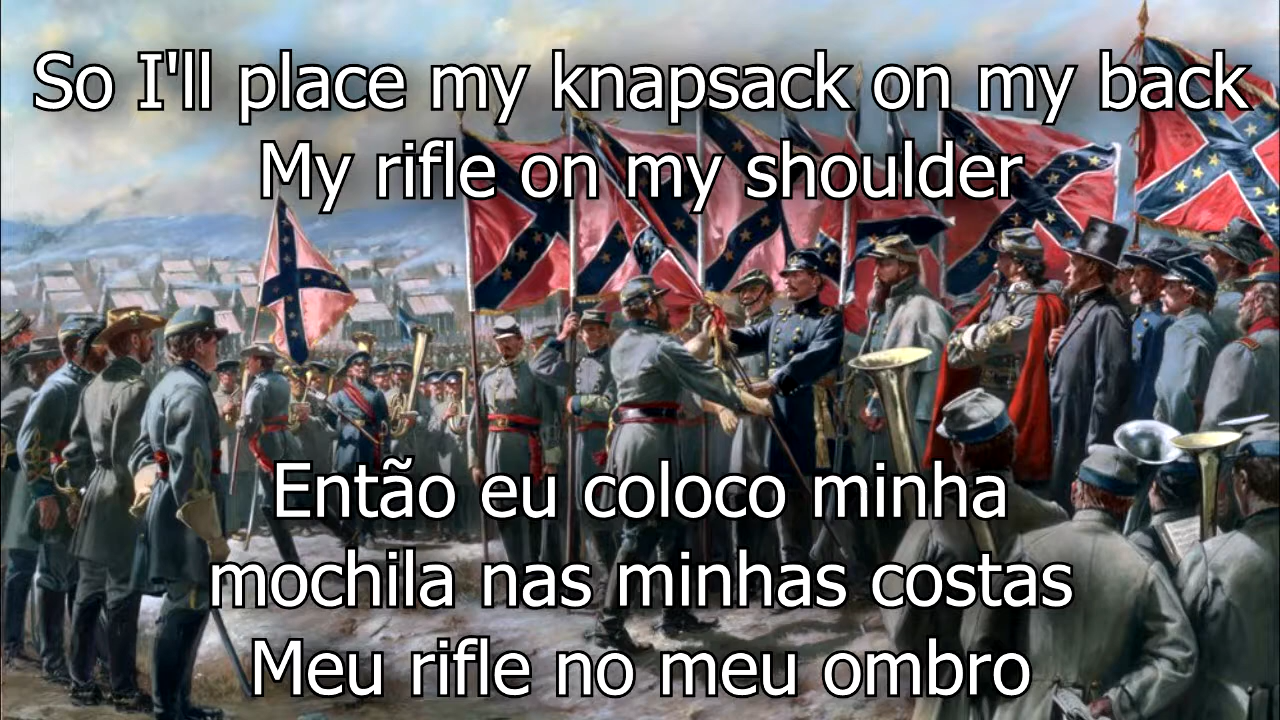 So I'll place my knapsack on my back
My rifle on my shoulder
Então eu coloco minha
mochila nas minhas costas
Meu rifle no meu ombro